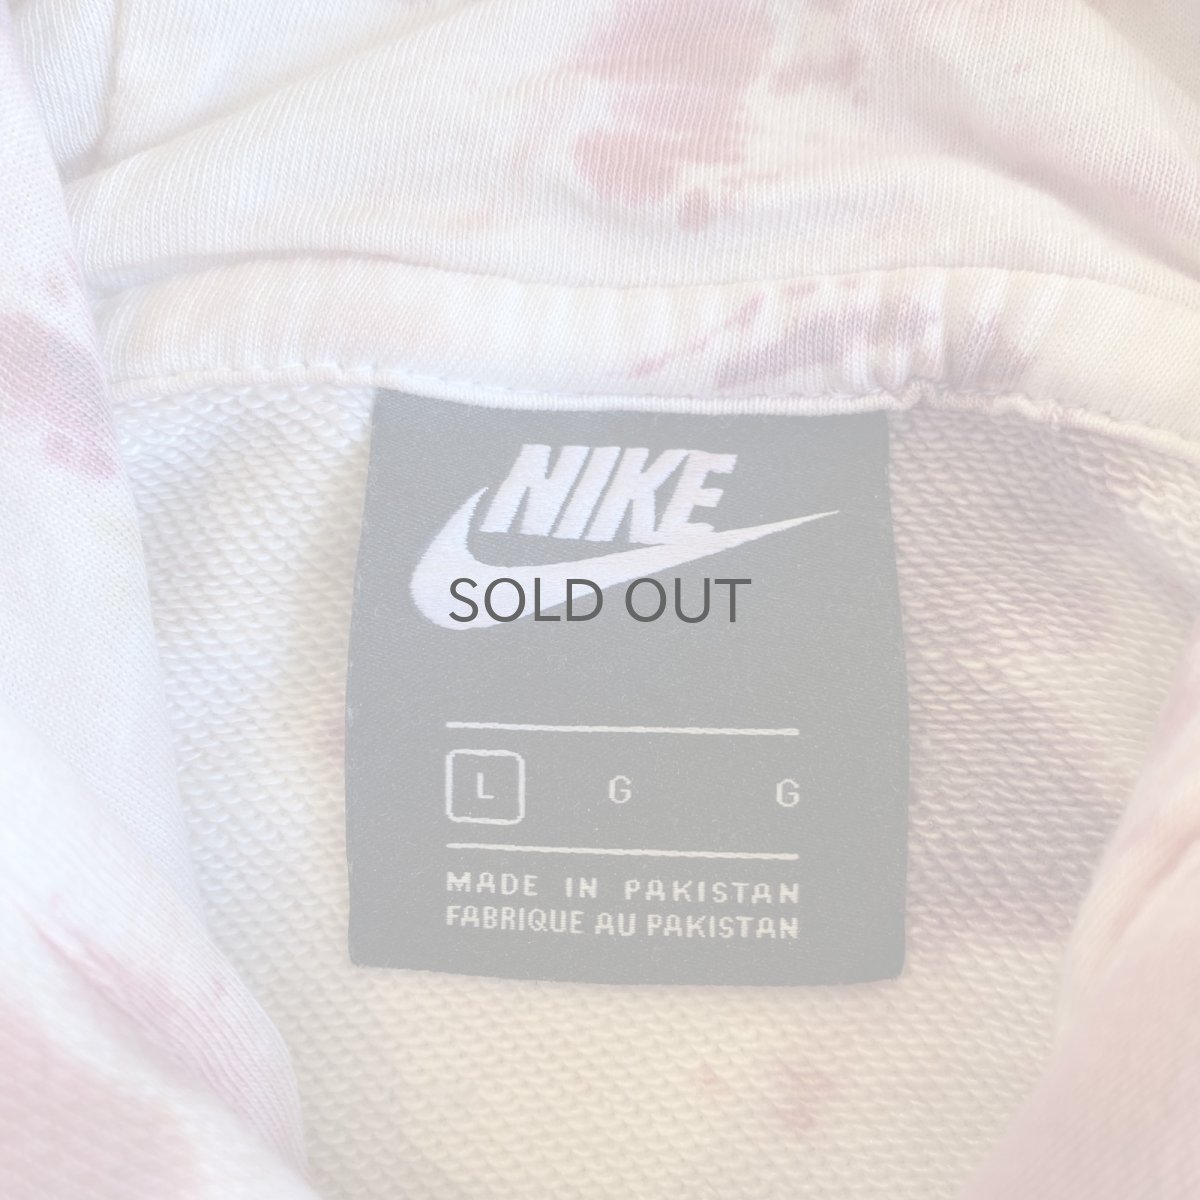 NIKE
SOLD OUT
L G G
MADE IN PAKISTAN
FABRIQUE AU PAKISTAN